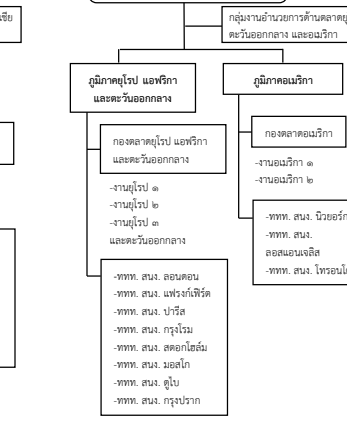 เชีย
กลุ่มงานอำนวยการด้านตลาดยุ
ตะวันออกกลาง และอเมริกา
ภูมิภาคยุโรป แอฟริกา
และตะวันออกกลาง
ภูมิภาคอเมริกา
กองตลาดยุโรป แอฟริกา
และตะวันออกกลาง
กองตลาดอเมริกา
-งานยุโรป ๑
-งานยุโรป ๒
-งานยุโรป ๓
และตะวันออกกลาง
-งานอเมริกา ๑
-งานอเมริกา ๒
-ททท. สนง. นิวยอร์ก
-ททท. สนง.
ลอสแอนเจลิส
-ททท. สนง. โทรอนโ
-ททท. สนง. ลอนดอน
-ททท. สนง. แฟรงก์เฟิร์ต
-ททท. สนง. ปารีส
-ททท. สนง. กรุงโรม
-ททท. สนง. สตอกโฮล์ม
-ททท. สนง. มอสโก
-ททท. สนง. ดูไบ
-ททท. สนง. กรุงปราก